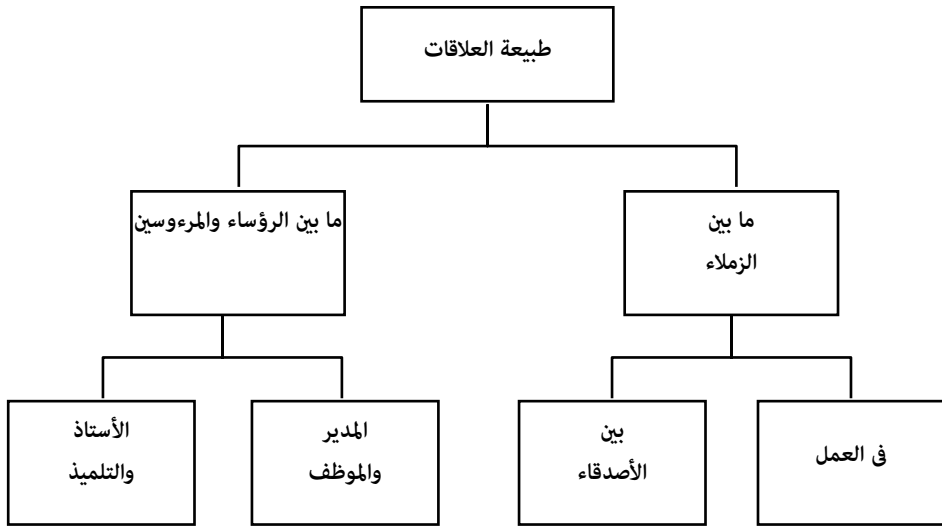 طبيعة العلاقات
ما بين
الزملاء
ما بين الرؤساء والمرءوسين
فى العمل
بين
الأصدقاء
المدير
والموظف
الأستاذ
والتلميذ